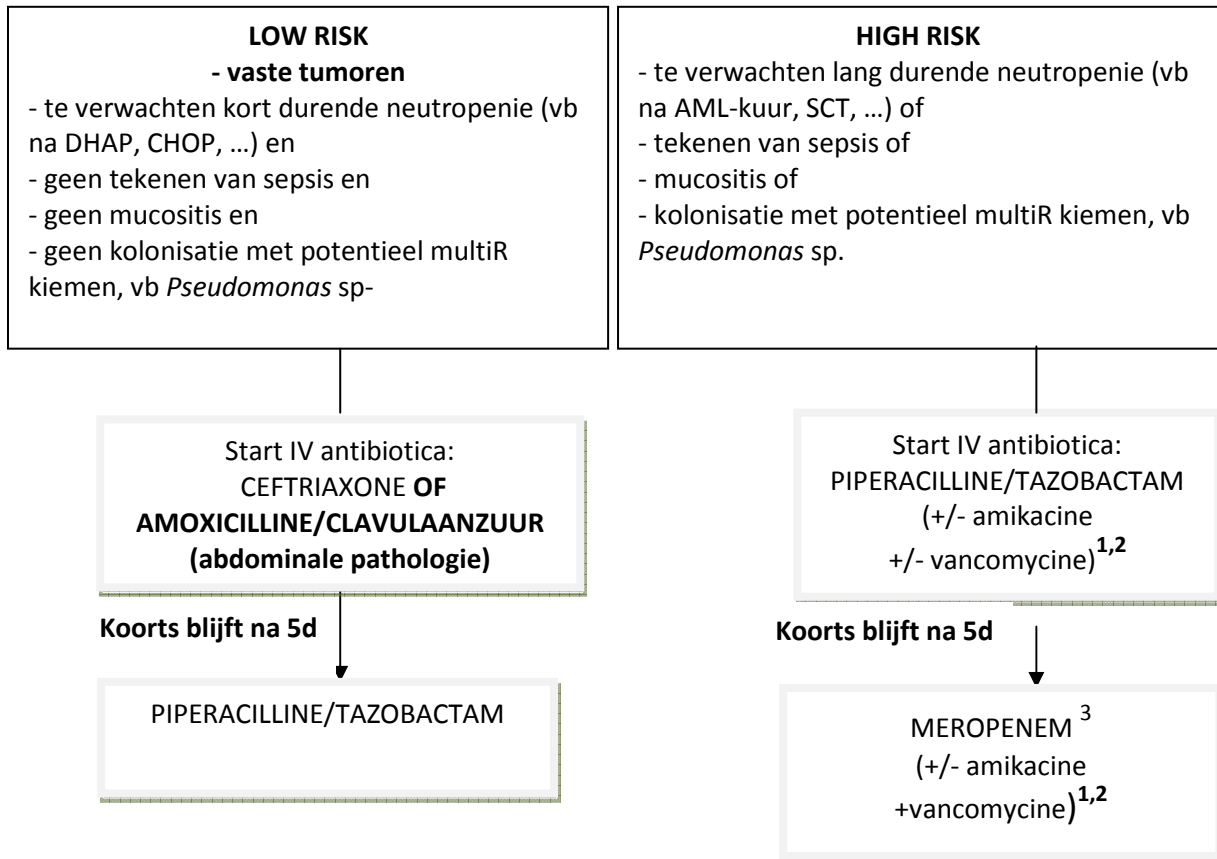 LOW RISK
- vaste tumoren
- te verwachten kort durende neutropenie (vb
na DHAP, CHOP, …) en
- geen tekenen van sepsis en
- geen mucositis en
- geen kolonisatie met potentieel multiR
kiemen, vb Pseudomonas sp-
HIGH RISK
- te verwachten lang durende neutropenie (vb
na AML-kuur, SCT, …) of
- tekenen van sepsis of
- mucositis of
- kolonisatie met potentieel multiR kiemen, vb
Pseudomonas sp.
Start IV antibiotica:
CEFTRIAXONE OF
AMOXICILLINE/CLAVULAANZUUR
(abdominale pathologie)
Start IV antibiotica:
PIPERACILLINE/TAZOBACTAM
(+/- amikacine
+/- vancomycine)1,2
Koorts blijft na 5d
Koorts blijft na 5d
PIPERACILLINE/TAZOBACTAM
MEROPENEM 3
(+/- amikacine
+vancomycine)1,2